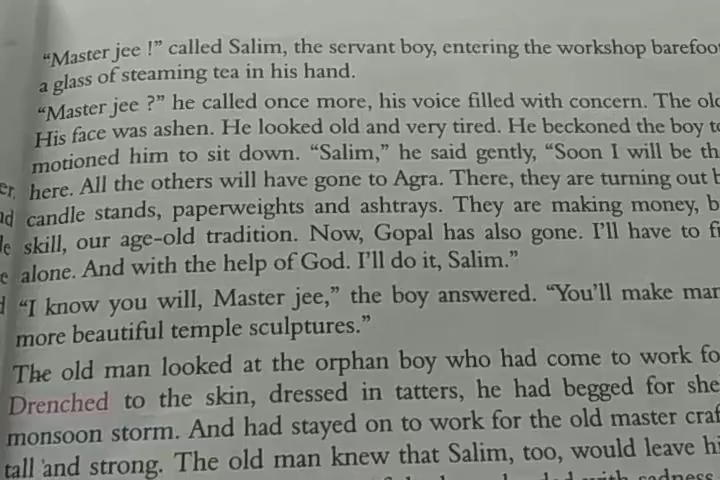 “Master jee !” called Salim, the servant boy, entering the workshop
a glass of steaming tea in his hand.
“Master jee ?” he called once more, his voice filled with concern. The
His face was ashen. He looked old and very tired. He beckoned the boy
motioned him to sit down. “Salim,” he said gently, “Soon I will be
here. All the others will have gone to Agra. There, they are turning out
candle stands, paperweights and ashtrays. They are making money,
skill, our age-old tradition. Now, Gopal has also gone. I’ll have to
alone. And with the help of God. I’ll do it, Salim.”
“I know you will, Master jee,” the boy answered. “You’ll make
more beautiful temple sculptures.”
The old man looked at the orphan boy who had come to work
Drenched to the skin, dressed in tatters, he had begged for
monsoon storm. And had stayed on to work for the old master
tall and strong. The old man knew that Salim, too, would leave
with sadness